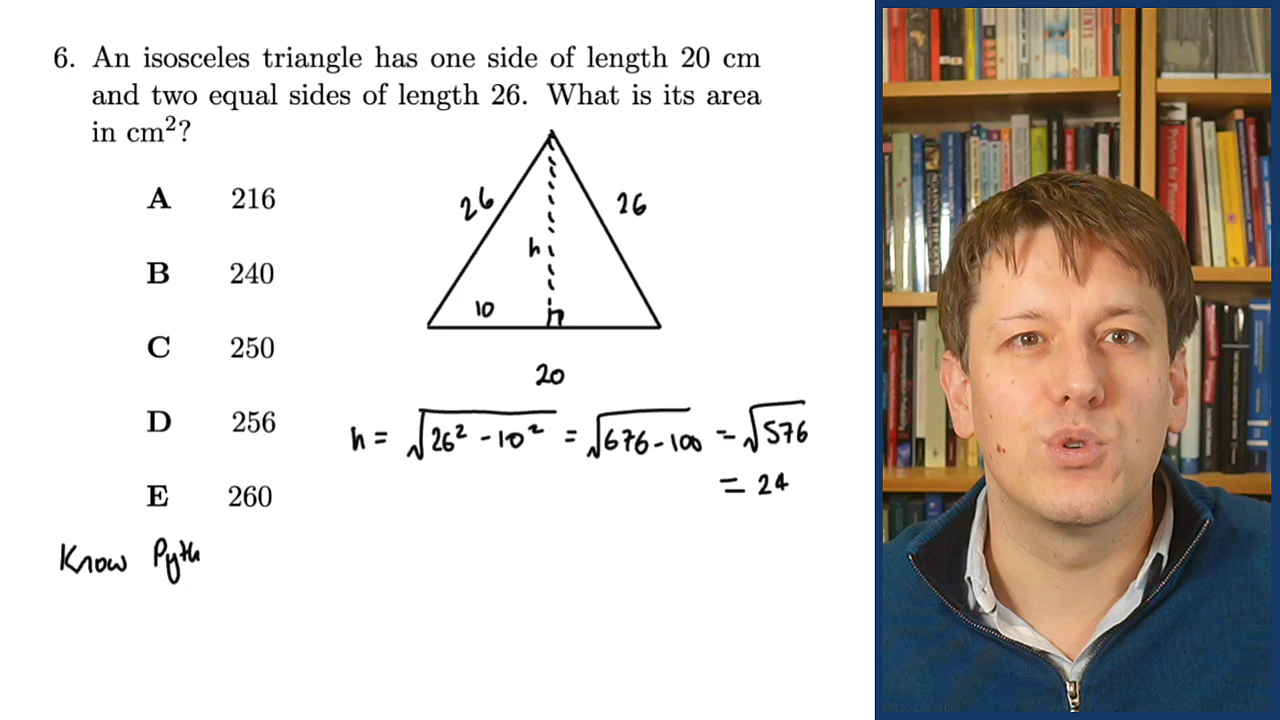 6. An isosceles triangle has one side of length 20 cm
and two equal sides of length 26. What is its area
in cm²?
A 216
B 240
C 250
D 256
E 260
26
26
h
10
20
h = √(26² - 10²) = √(676 - 100) = √576
= 24
Know Pyth